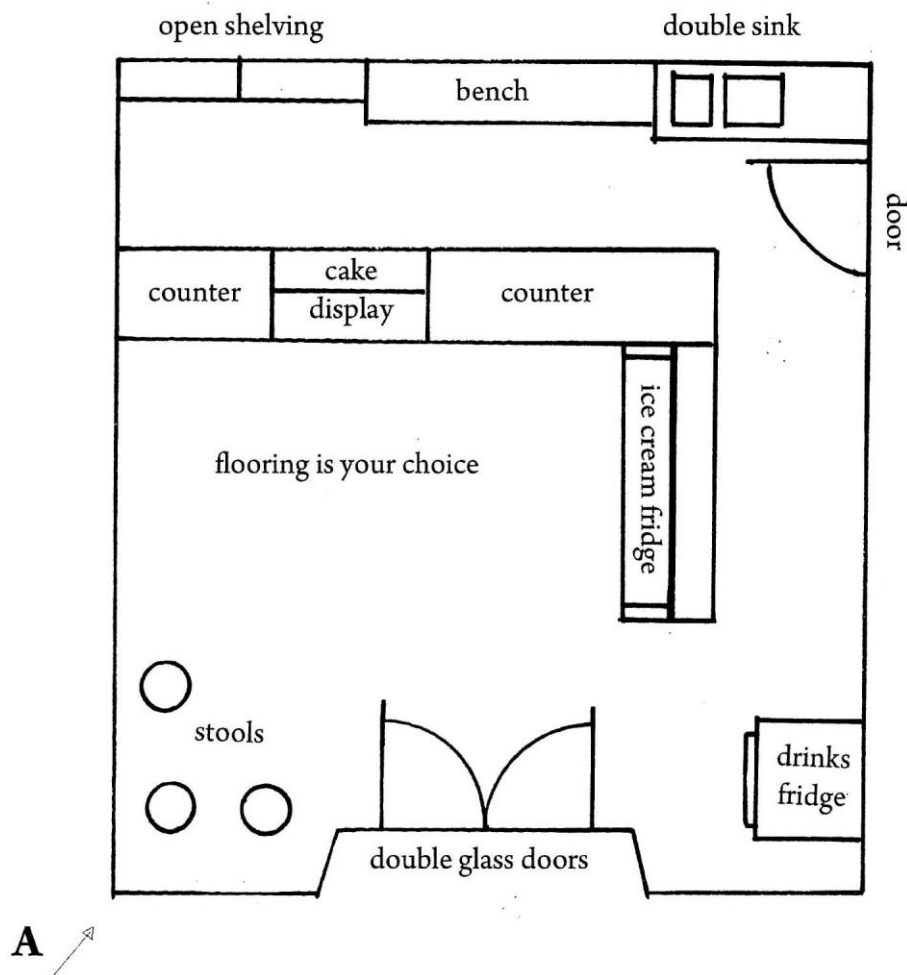 open shelving
double sink
bench
door
counter
cake
display
counter
ice cream fridge
flooring is your choice
stools
drinks
fridge
double glass doors
A